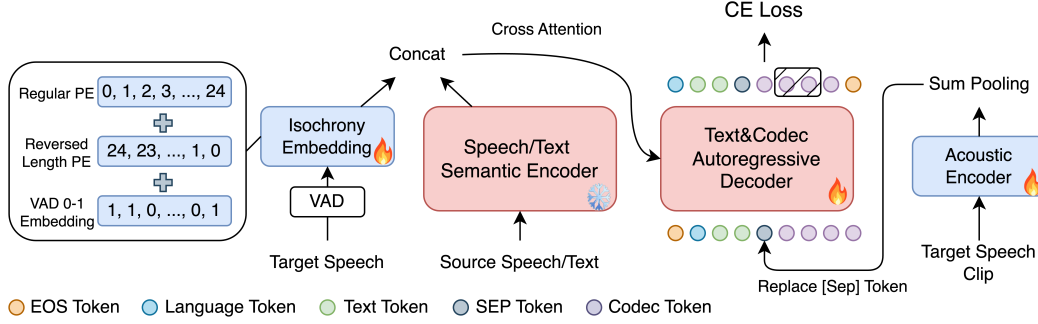 CE Loss
Cross Attention
Concat
Regular PE
0, 1, 2, 3, ..., 24
Reversed
Length PE
24, 23, ..., 1, 0
VAD 0-1
Embedding
1, 1, 0, ..., 0, 1
Isochrony
Embedding
VAD
Target Speech
Speech/Text
Semantic Encoder
Source Speech/Text
Text&Codec
Autoregressive
Decoder
Sum Pooling
Acoustic
Encoder
Target Speech
Clip
Replace [Sep] Token
EOS Token
Language Token
Text Token
SEP Token
Codec Token